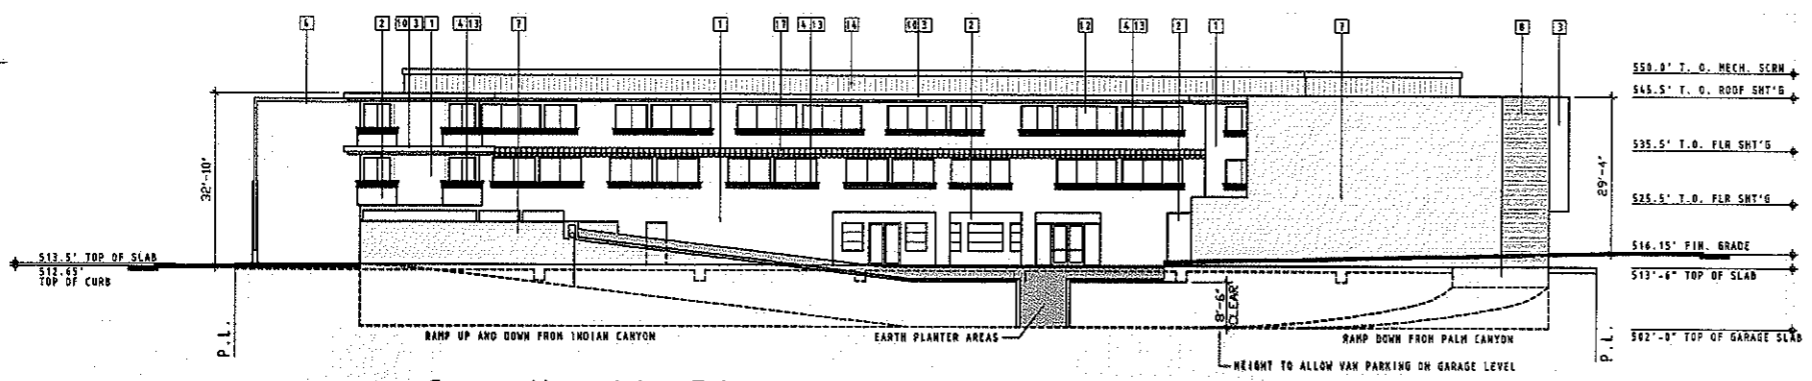 4 2 10 3 1 4 13 7 1 17 4 13 14 10 3 2 12 4 13 2 1 7 8 3
550.0' T. O. MECH. SCRN
545.5' T. O. ROOF SHT'G
535.5' T.O. FLR SHT'G
525.5' T.O. FLR SHT'G
516.15' FIN. GRADE
513'-6" TOP OF SLAB
502'-0" TOP OF GARAGE SLAB
32'-10"
29'-4"
513.5' TOP OF SLAB
512.65'
TOP OF CURB
P.L.
RAMP UP AND DOWN FROM INDIAN CANYON
EARTH PLANTER AREAS
8'-6"
CLEAR
RAMP DOWN FROM PALM CANYON
P.L.
HEIGHT TO ALLOW VAN PARKING ON GARAGE LEVEL